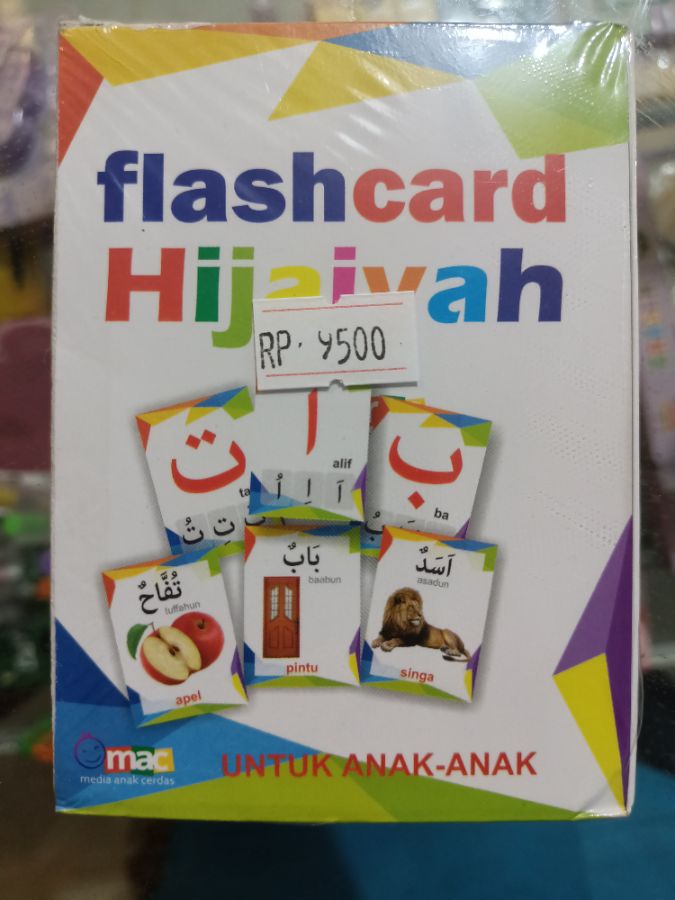 flashcard
Hijaiyah
RP. 9500
ت
ا
ب
ta
alif
ba
تَ تِ تُ
اَ اِ اُ
تُفَّاحٌ
tuffahun
apel
بَابٌ
baabun
pintu
اَسَدٌ
asadun
singa
mac
media anak cerdas
UNTUK ANAK-ANAK